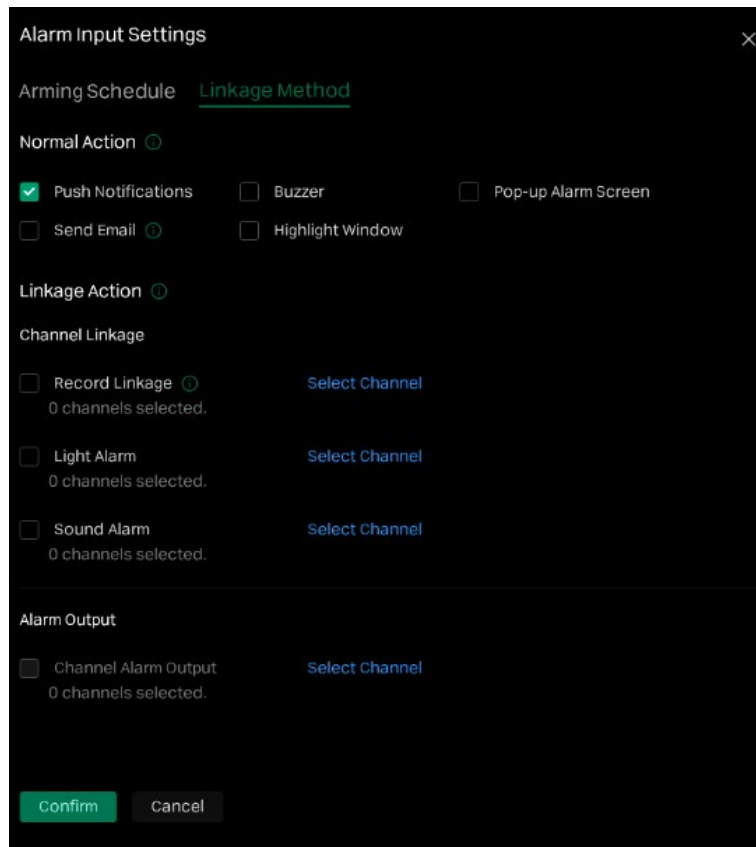 Alarm Input Settings
Arming Schedule Linkage Method
Normal Action
Push Notifications Buzzer Pop-up Alarm Screen
Send Email Highlight Window
Linkage Action
Channel Linkage
Record Linkage Select Channel
0 channels selected.
Light Alarm Select Channel
0 channels selected.
Sound Alarm Select Channel
0 channels selected.
Alarm Output
Channel Alarm Output Select Channel
0 channels selected.
Confirm Cancel